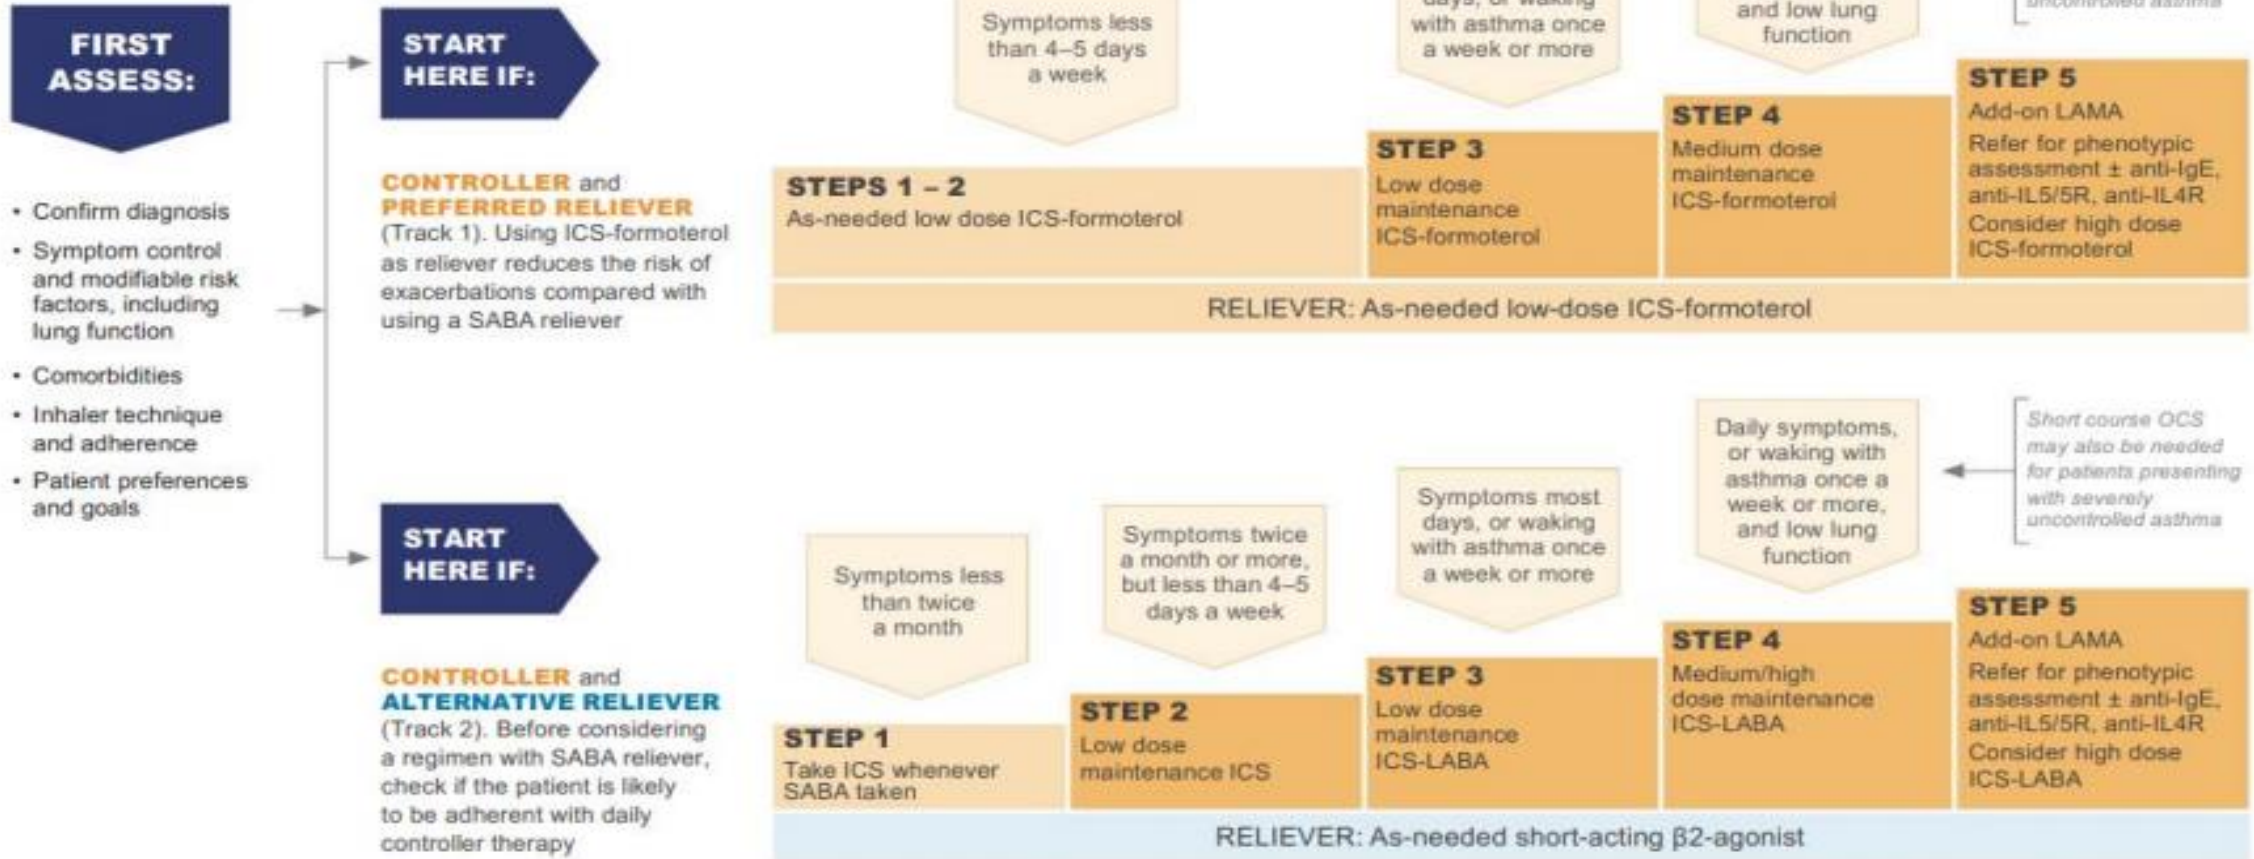 FIRST
ASSESS:
• Confirm diagnosis
• Symptom control
and modifiable risk
factors, including
lung function
• Comorbidities
• Inhaler technique
and adherence
• Patient preferences
and goals
START
HERE IF:
Symptoms less
than 4–5 days
a week
days, or waking
with asthma once
a week or more
and low lung
function
uncontrolled asthma
CONTROLLER and
PREFERRED RELIEVER
(Track 1). Using ICS-formoterol
as reliever reduces the risk of
exacerbations compared with
using a SABA reliever
STEPS 1 – 2
As-needed low dose ICS-formoterol
STEP 3
Low dose
maintenance
ICS-formoterol
STEP 4
Medium dose
maintenance
ICS-formoterol
STEP 5
Add-on LAMA
Refer for phenotypic
assessment ± anti-IgE,
anti-IL5/5R, anti-IL4R
Consider high dose
ICS-formoterol
RELIEVER: As-needed low-dose ICS-formoterol
START
HERE IF:
Symptoms less
than twice
a month
Symptoms twice
a month or more,
but less than 4–5
days a week
Symptoms most
days, or waking
with asthma once
a week or more
Daily symptoms,
or waking with
asthma once a
week or more,
and low lung
function
Short course OCS
may also be needed
for patients presenting
with severely
uncontrolled asthma
CONTROLLER and
ALTERNATIVE RELIEVER
(Track 2). Before considering
a regimen with SABA reliever,
check if the patient is likely
to be adherent with daily
controller therapy
STEP 1
Take ICS whenever
SABA taken
STEP 2
Low dose
maintenance ICS
STEP 3
Low dose
maintenance
ICS-LABA
STEP 4
Medium/high
dose maintenance
ICS-LABA
STEP 5
Add-on LAMA
Refer for phenotypic
assessment ± anti-IgE,
anti-IL5/5R, anti-IL4R
Consider high dose
ICS-LABA
RELIEVER: As-needed short-acting β2-agonist